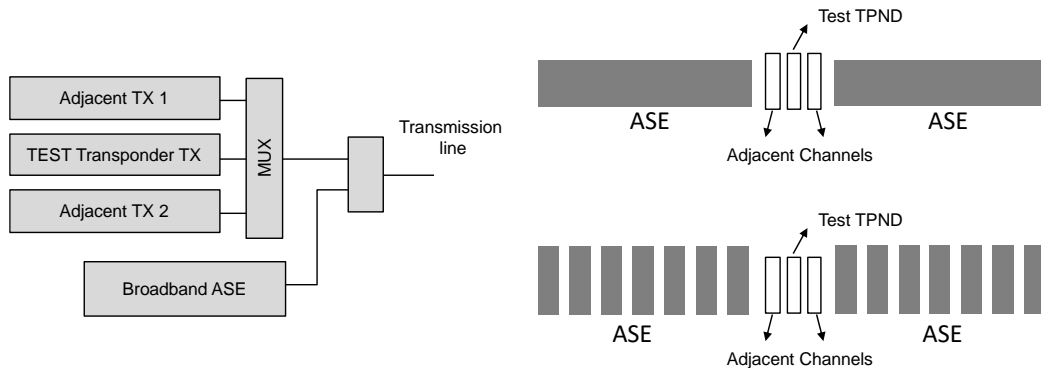 Adjacent TX 1
TEST Transponder TX
Adjacent TX 2
MUX
Broadband ASE
Transmission
line
Test TPND
ASE
ASE
Adjacent Channels
Test TPND
ASE
ASE
Adjacent Channels